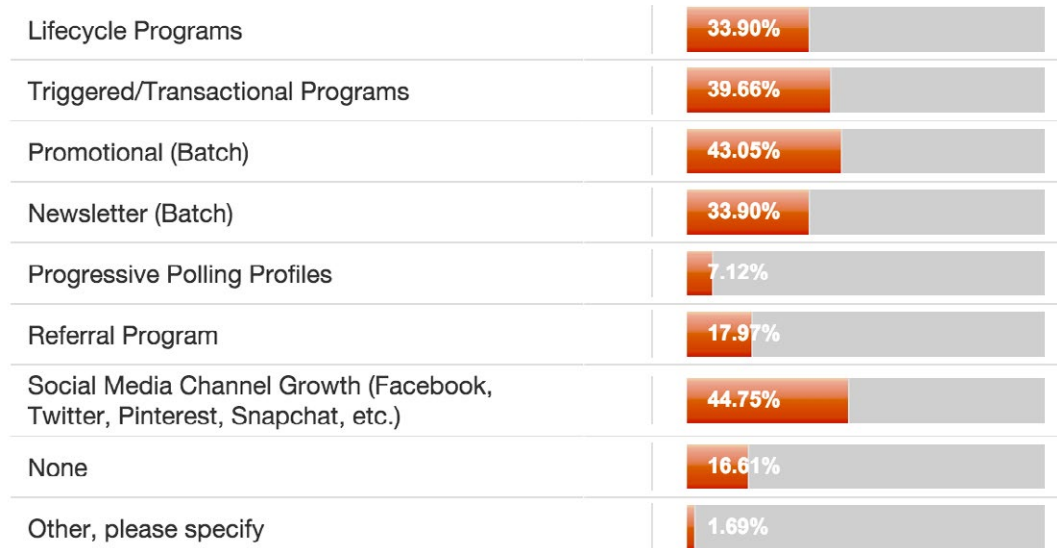 Lifecycle Programs 33.90%
Triggered/Transactional Programs 39.66%
Promotional (Batch) 43.05%
Newsletter (Batch) 33.90%
Progressive Polling Profiles 7.12%
Referral Program 17.97%
Social Media Channel Growth (Facebook,
Twitter, Pinterest, Snapchat, etc.) 44.75%
None 16.61%
Other, please specify 1.69%